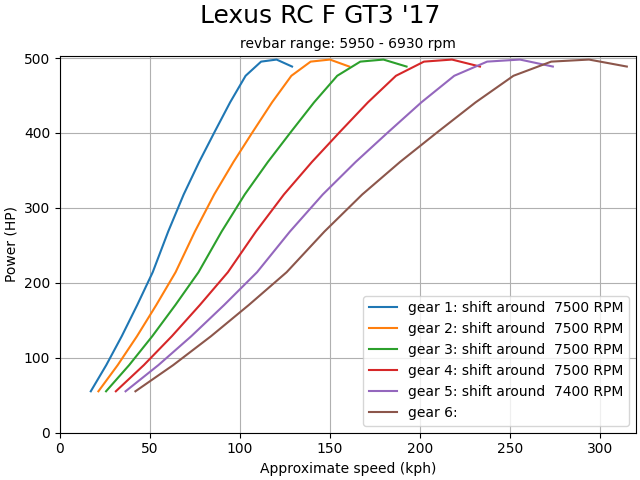 Lexus RC F GT3 '17
revbar range: 5950 - 6930 rpm
500
400
300
200
100
0
Power (HP)
gear 1: shift around  7500 RPM
gear 2: shift around  7500 RPM
gear 3: shift around  7500 RPM
gear 4: shift around  7500 RPM
gear 5: shift around  7400 RPM
gear 6:
0 50 100 150 200 250 300
Approximate speed (kph)